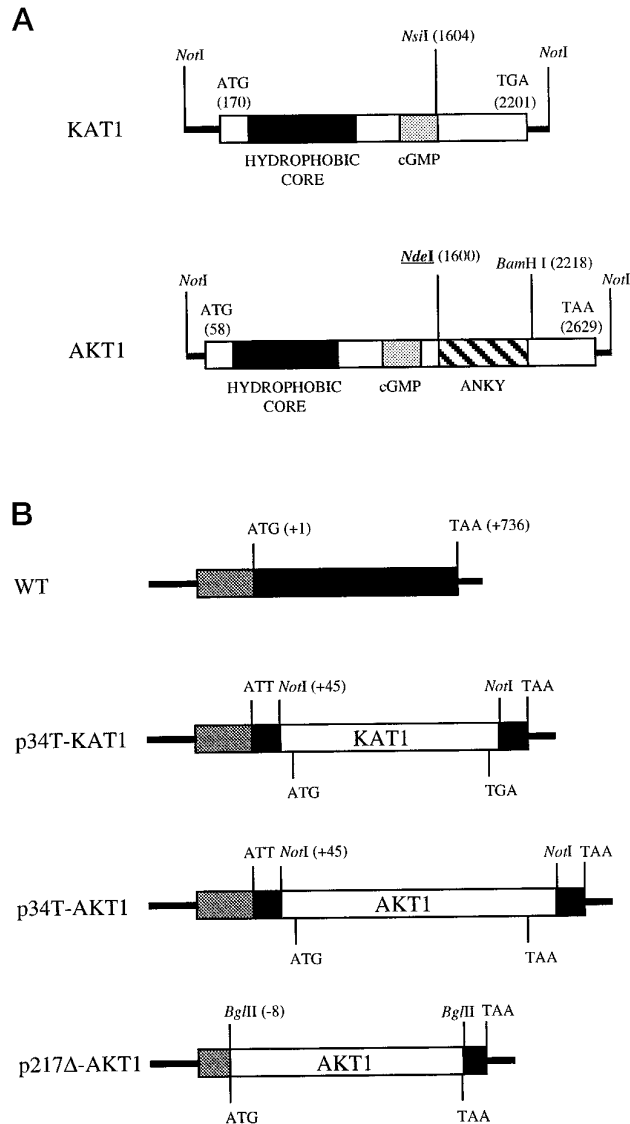 A
NotI
ATG
(170)
NsiI (1604)
TGA
(2201)
NotI
KAT1
HYDROPHOBIC
CORE
cGMP
NotI
ATG
(58)
NdeI (1600)
BamH I (2218)
TAA
(2629)
NotI
AKT1
HYDROPHOBIC
CORE
cGMP
ANKY
B
ATG (+1)
TAA (+736)
WT
ATT NotI (+45)
NotI TAA
p34T-KAT1
KAT1
ATG
TGA
ATT NotI (+45)
NotI TAA
p34T-AKT1
AKT1
ATG
TAA
BglII (-8)
BglII TAA
p217Δ-AKT1
AKT1
ATG
TAA